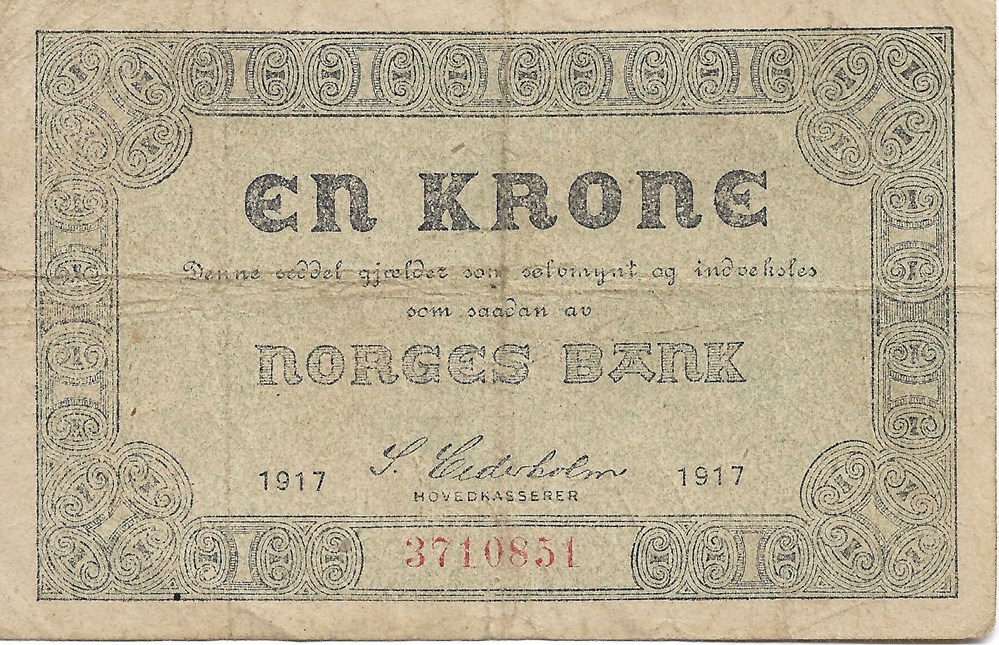 EN KRONE
Denne seddel gjælder som sølvmynt og indveksles
som saadan av
NORGES BANK
1917 S. Cederholm 1917
HOVEDKASSERER
3710851